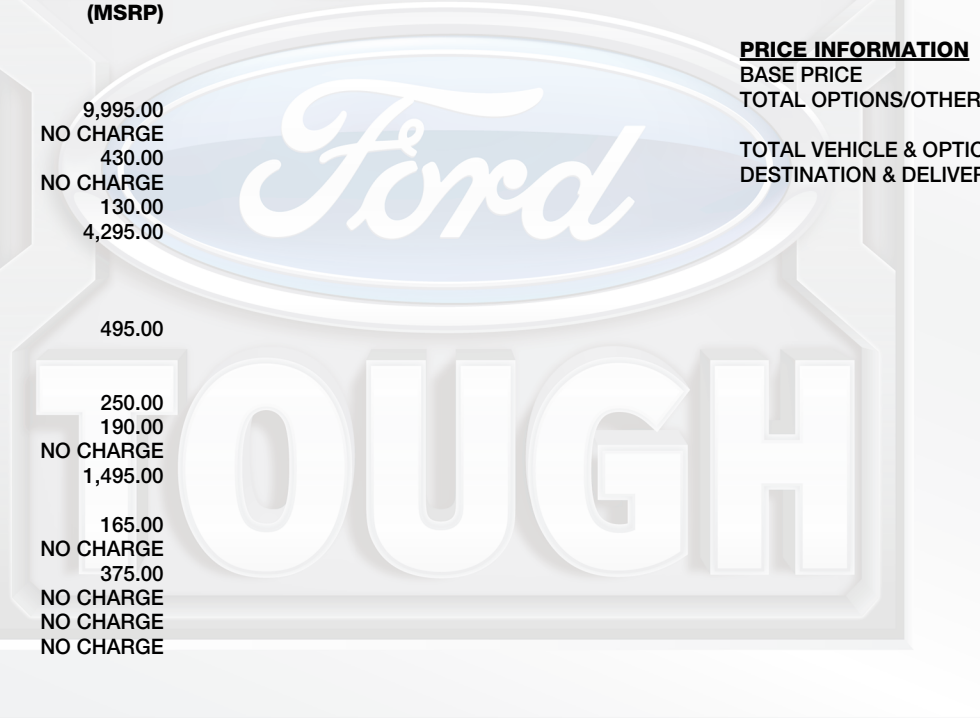 (MSRP)
9,995.00
NO CHARGE
430.00
NO CHARGE
130.00
4,295.00
495.00
250.00
190.00
NO CHARGE
1,495.00
165.00
NO CHARGE
375.00
NO CHARGE
NO CHARGE
NO CHARGE
PRICE INFORMATION
BASE PRICE
TOTAL OPTIONS/OTHER
TOTAL VEHICLE & OPTIO
DESTINATION & DELIVER
Ford
TOUGH